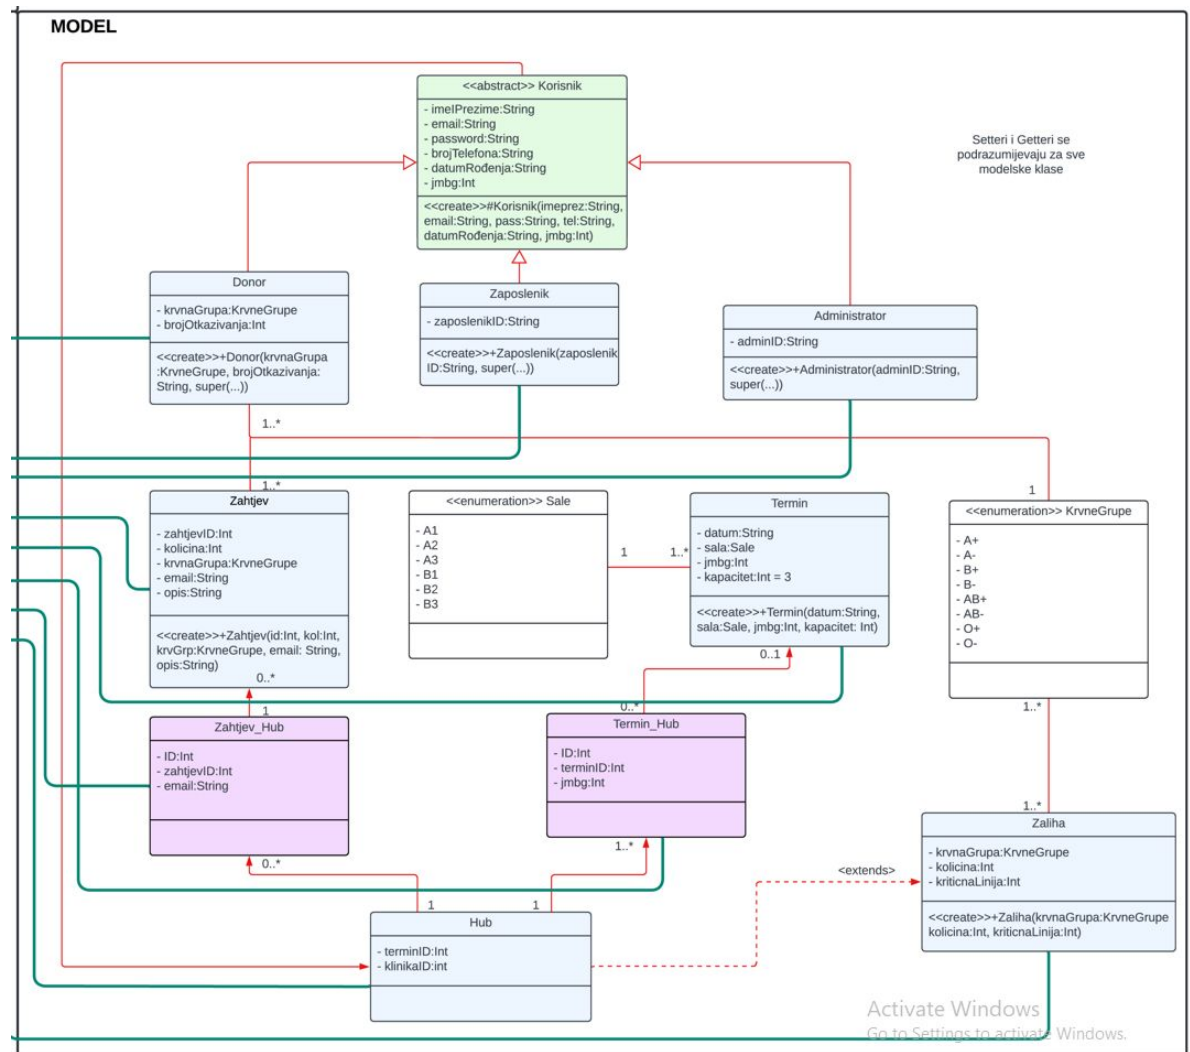 MODEL
<<abstract>> Korisnik
- imeIPrezime:String
- email:String
- password:String
- brojTelefona:String
- datumRođenja:String
- jmbg:Int
<<create>>#Korisnik(imeprez:String,
email:String, pass:String, tel:String,
datumRođenja:String, jmbg:Int)
Setteri i Getteri se
podrazumijevaju za sve
modelske klase
Donor
- krvnaGrupa:KrvneGrupe
- brojOtkazivanja:Int
<<create>>+Donor(krvnaGrupa
:KrvneGrupe, brojOtkazivanja:
String, super(...))
Zaposlenik
- zaposlenikID:String
<<create>>+Zaposlenik(zaposlenik
ID:String, super(...))
Administrator
- adminID:String
<<create>>+Administrator(adminID:String,
super(...))
1..*
1..*
1
Zahtjev
- zahtjevID:Int
- kolicina:Int
- krvnaGrupa:KrvneGrupe
- email:String
- opis:String
<<create>>+Zahtjev(id:Int, kol:Int,
krvGrp:KrvneGrupe, email: String,
opis:String)
0..*
1
<<enumeration>> Sale
- A1
- A2
- A3
- B1
- B2
- B3
1
1..*
Termin
- datum:String
- sala:Sale
- jmbg:Int
- kapacitet:Int = 3
<<create>>+Termin(datum:String,
sala:Sale, jmbg:Int, kapacitet: Int)
0..1
0..*
<<enumeration>> KrvneGrupe
- A+
- A-
- B+
- B-
- AB+
- AB-
- O+
- O-
1..*
1..*
Zahtjev_Hub
- ID:Int
- zahtjevID:Int
- email:String
0..*
1
Termin_Hub
- ID:Int
- terminID:Int
- jmbg:Int
1..*
1
Hub
- terminID:Int
- klinikaID:int
<extends>
Zaliha
- krvnaGrupa:KrvneGrupe
- kolicina:Int
- kriticnaLinija:Int
<<create>>+Zaliha(krvnaGrupa:KrvneGrupe
kolicina:Int, kriticnaLinija:Int)
Activate Windows
Go to Settings to activate Windows.